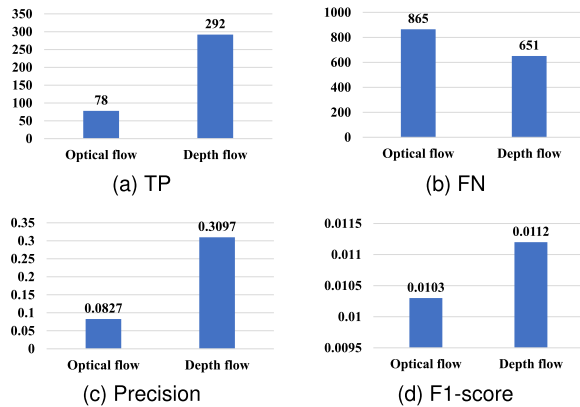 350
300
250
200
150
100
50
0
78
292
Optical flow
Depth flow
(a) TP
1000
800
600
400
200
0
865
651
Optical flow
Depth flow
(b) FN
0.35
0.3
0.25
0.2
0.15
0.1
0.05
0
0.0827
0.3097
Optical flow
Depth flow
(c) Precision
0.0115
0.011
0.0105
0.01
0.0095
0.0103
0.0112
Optical flow
Depth flow
(d) F1-score